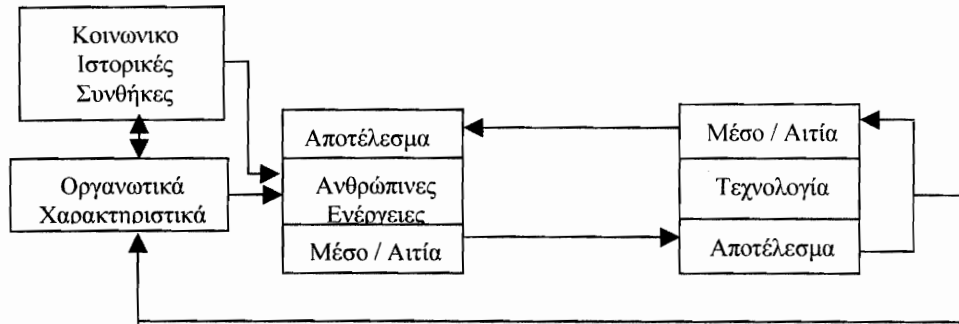 Κοινωνικο
Ιστορικές
Συνθήκες
Οργανωτικά
Χαρακτηριστικά
Αποτέλεσμα
Ανθρώπινες
Ενέργειες
Μέσο / Αιτία
Μέσο / Αιτία
Τεχνολογία
Αποτέλεσμα